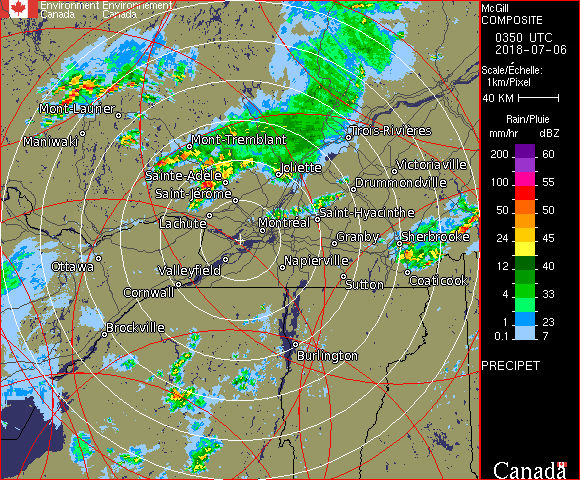 Environment Environnement
Canada Canada
McGill
COMPOSITE
0350 UTC
2018-07-06
Scale/Échelle:
1km/Pixel
40 KM
Rain/Pluie
mm/hr dBZ
200 60
100 55
50 50
24 45
12 40
4 33
1 23
0.1 7
PRECIPET
Canada
Mont-Laurier
Maniwaki
Mont-Tremblant
Trois-Rivières
Sainte-Adèle
Joliette
Victoriaville
Saint-Jérôme
Drummondville
Lachute
Montréal
Saint-Hyacinthe
Granby
Sherbrooke
Ottawa
Valleyfield
Napierville
Cornwall
Sutton
Coaticook
Brockville
Burlington